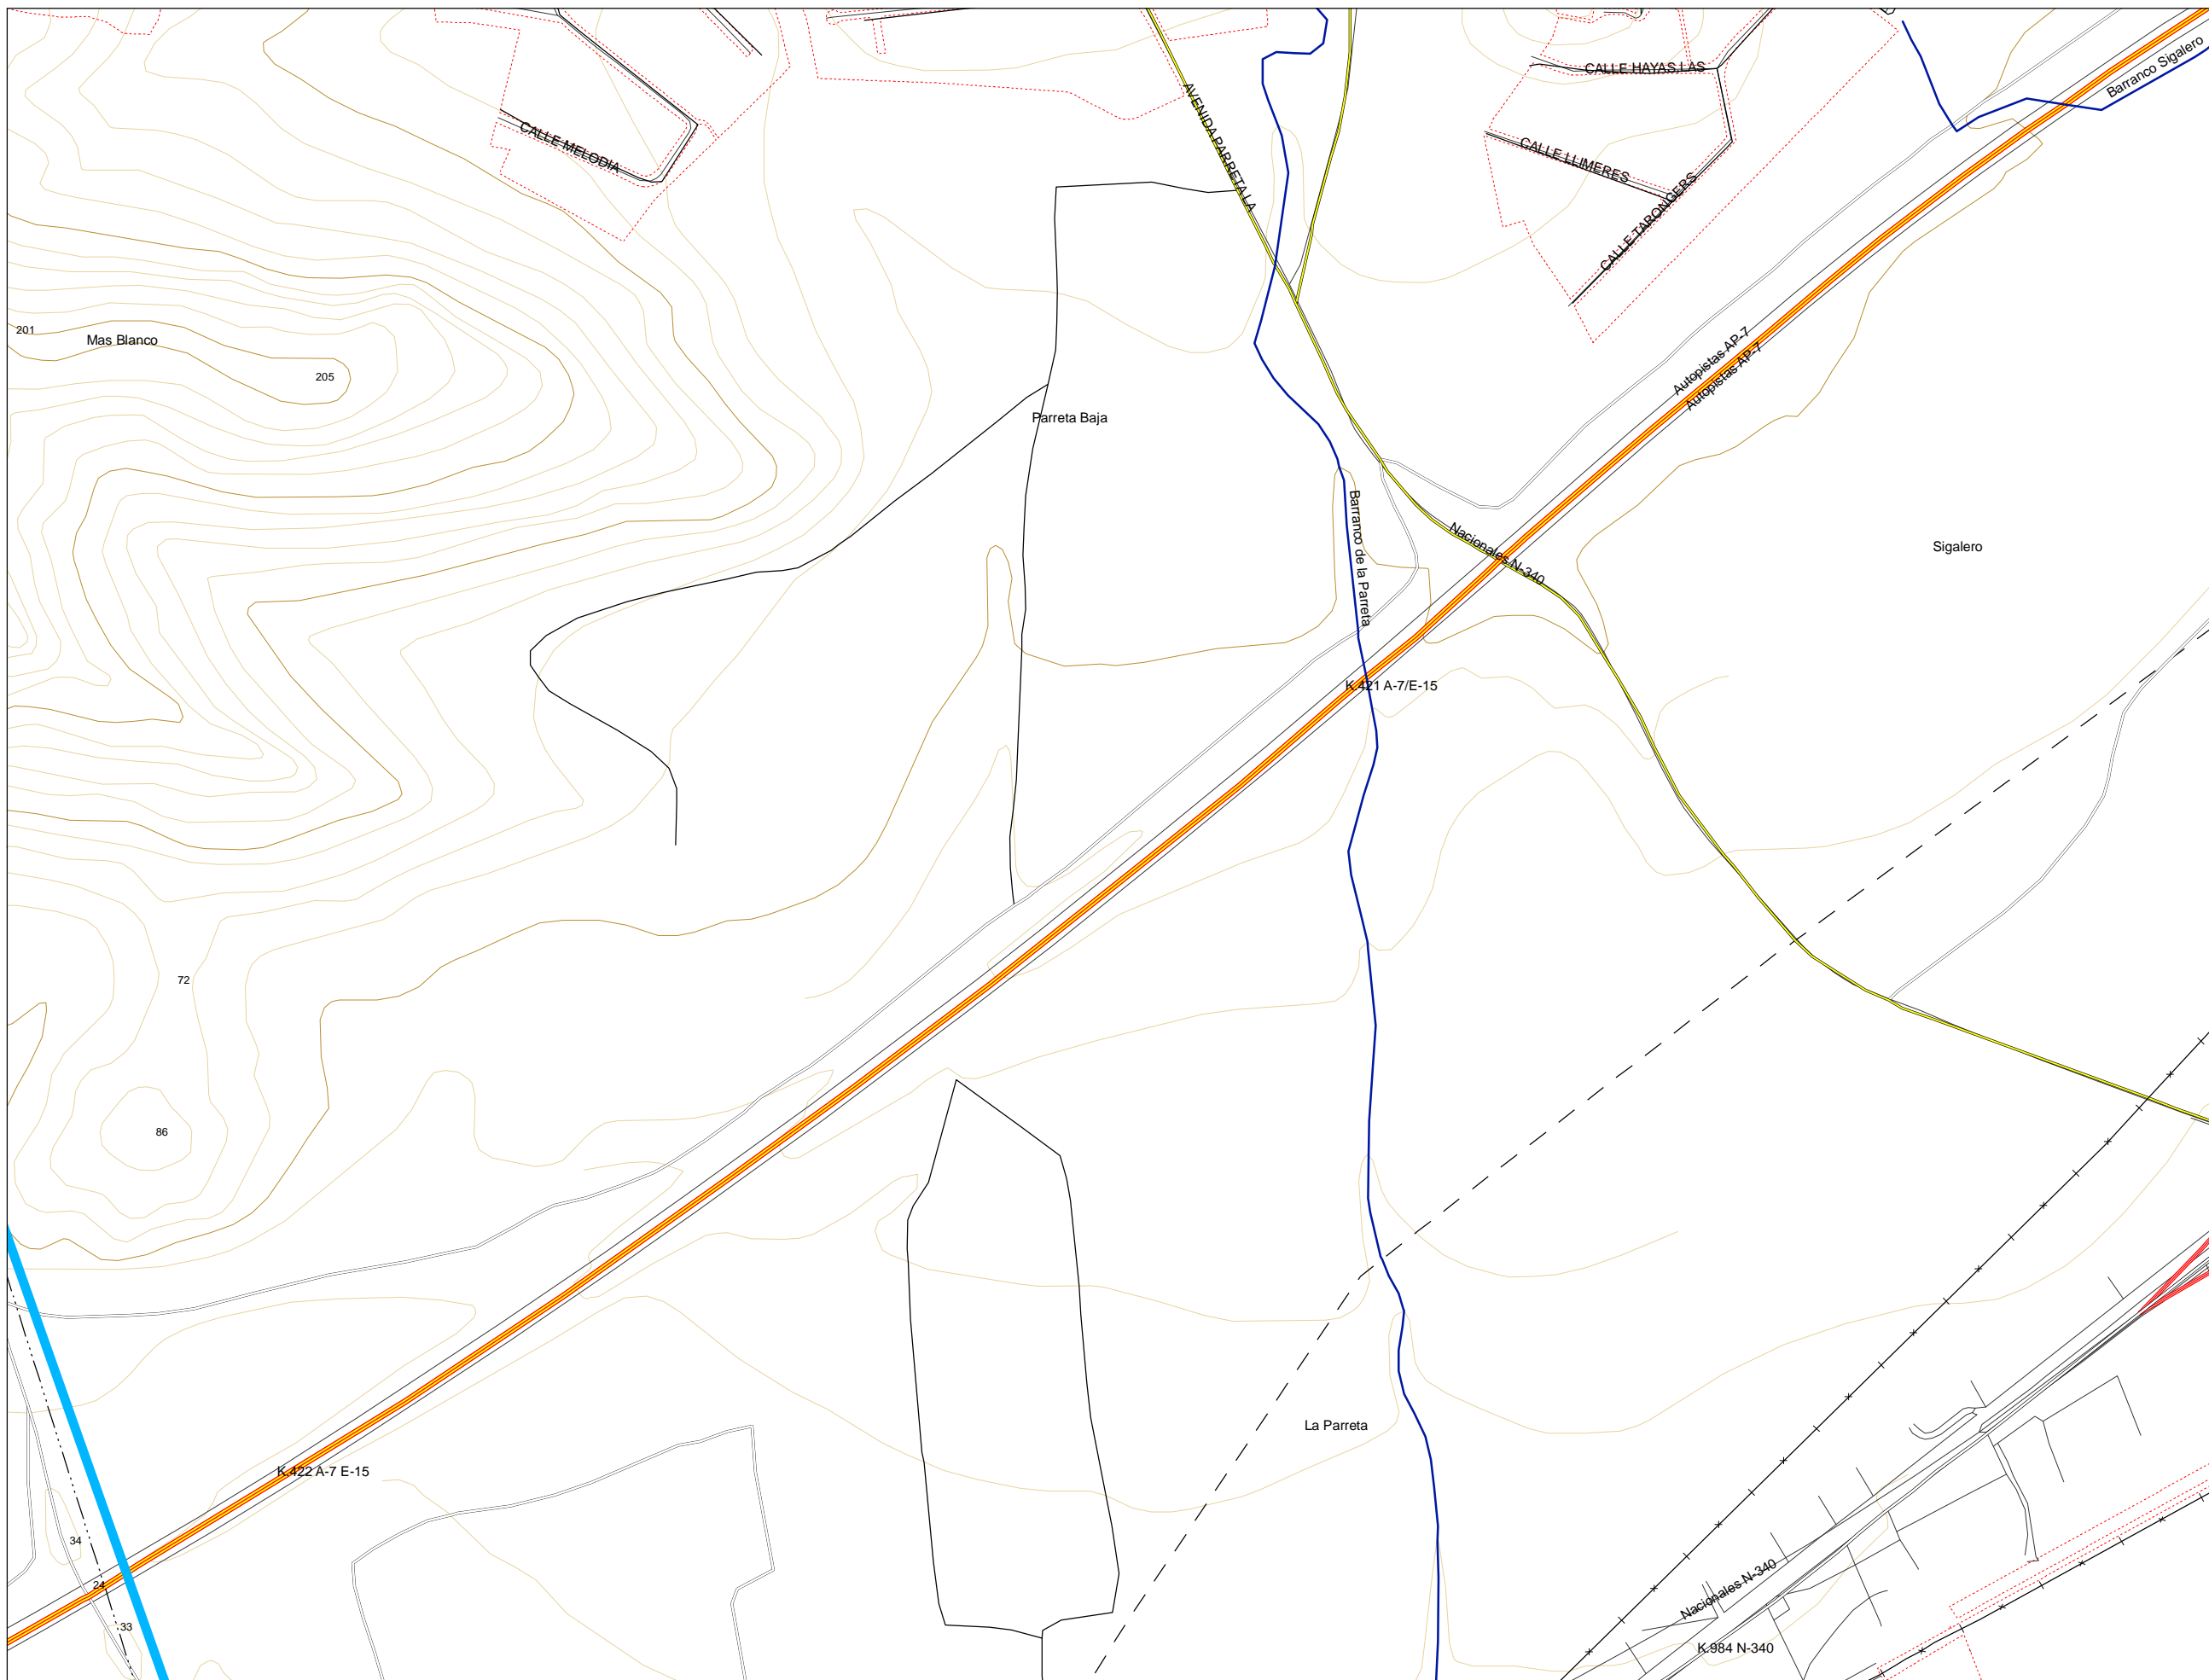 CALLE MELODIA
AVENIDA PARRETA LA
CALLE HAYAS LAS
CALLE LLIMERES
CALLE TARONGERS
Barranco Sigalero
201
Mas Blanco
205
Parreta Baja
Autopistas AP-7
Autopistas AP-7
Barranco de la Parreta
Nacionales N-340
Sigalero
K.421 A-7/E-15
72
86
La Parreta
K.422 A-7 E-15
34
24
33
Nacionales N-340
K.984 N-340